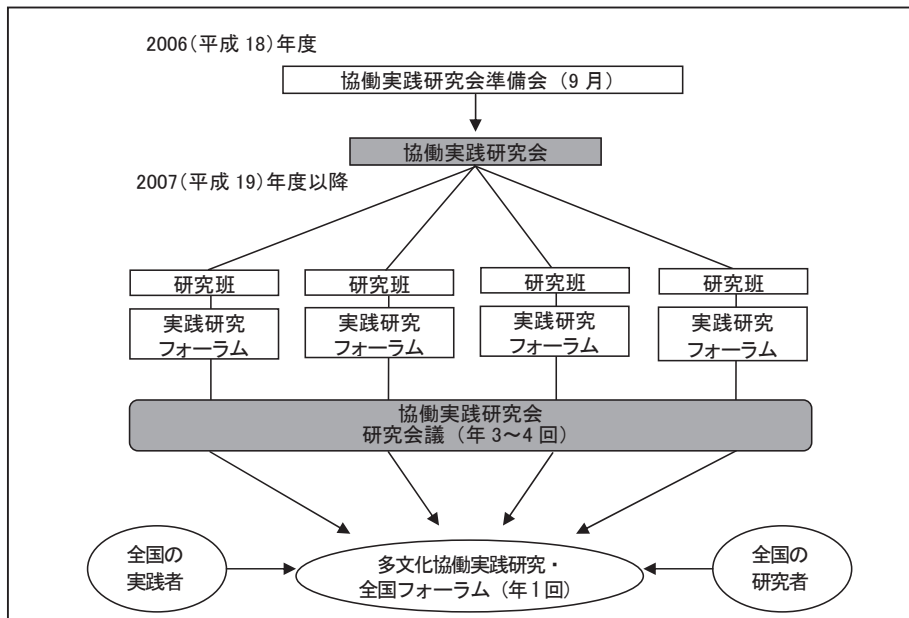 2006（平成 18）年度
協働実践研究会準備会（9 月）
協働実践研究会
2007（平成 19）年度以降
研究班
研究班
研究班
研究班
実践研究
フォーラム
実践研究
フォーラム
実践研究
フォーラム
実践研究
フォーラム
協働実践研究会
研究会議（年 3～4 回）
全国の
実践者
多文化協働実践研究・
全国フォーラム（年 1 回）
全国の
研究者